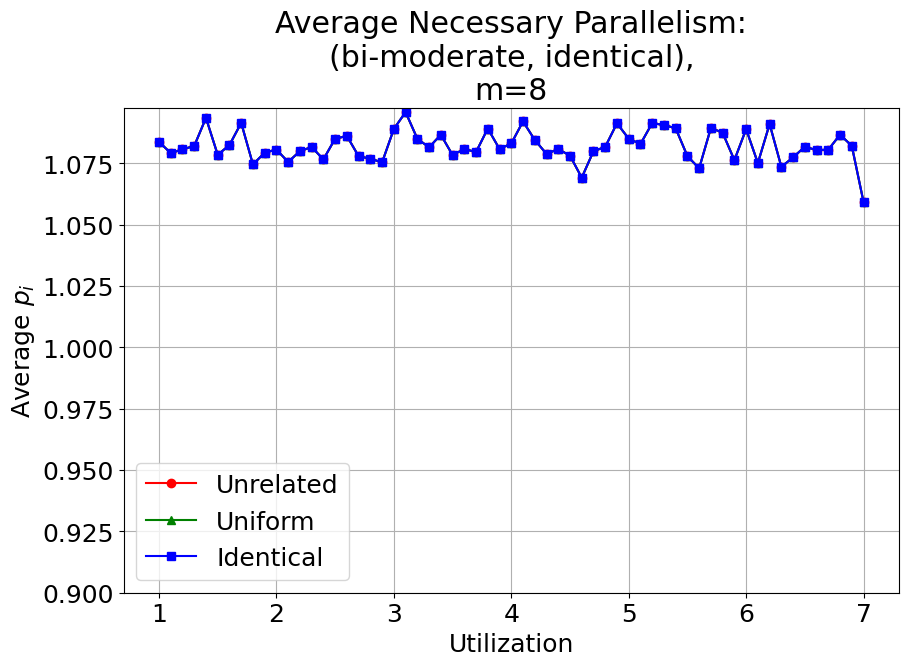 Average Necessary Parallelism:
(bi-moderate, identical),
m=8
Average $p_i$
1.075
1.050
1.025
1.000
0.975
0.950
0.925
0.900
Unrelated
Uniform
Identical
1 2 3 4 5 6 7
Utilization